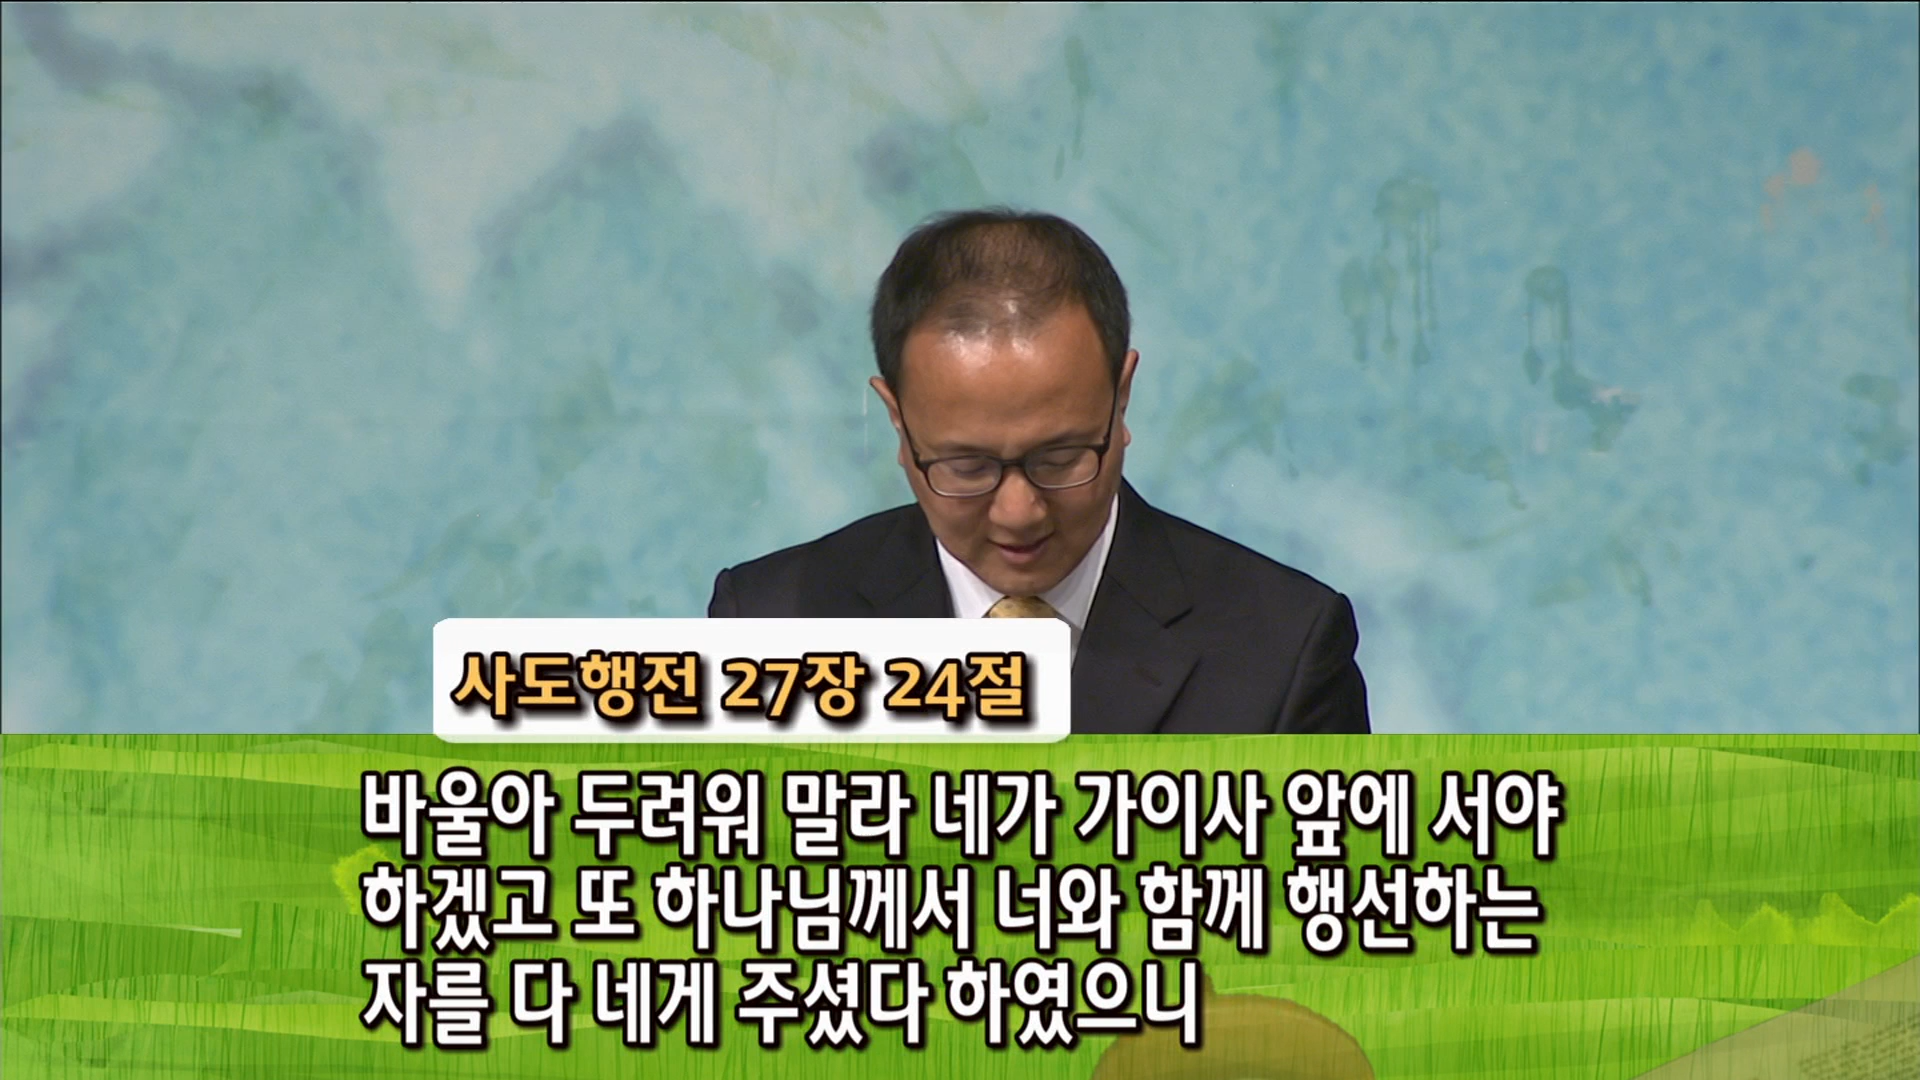 사도행전 27장 24절
바울아 두려워 말라 네가 가이사 앞에 서야
하겠고 또 하나님께서 너와 함께 행선하는
자를 다 네게 주셨다 하였으니